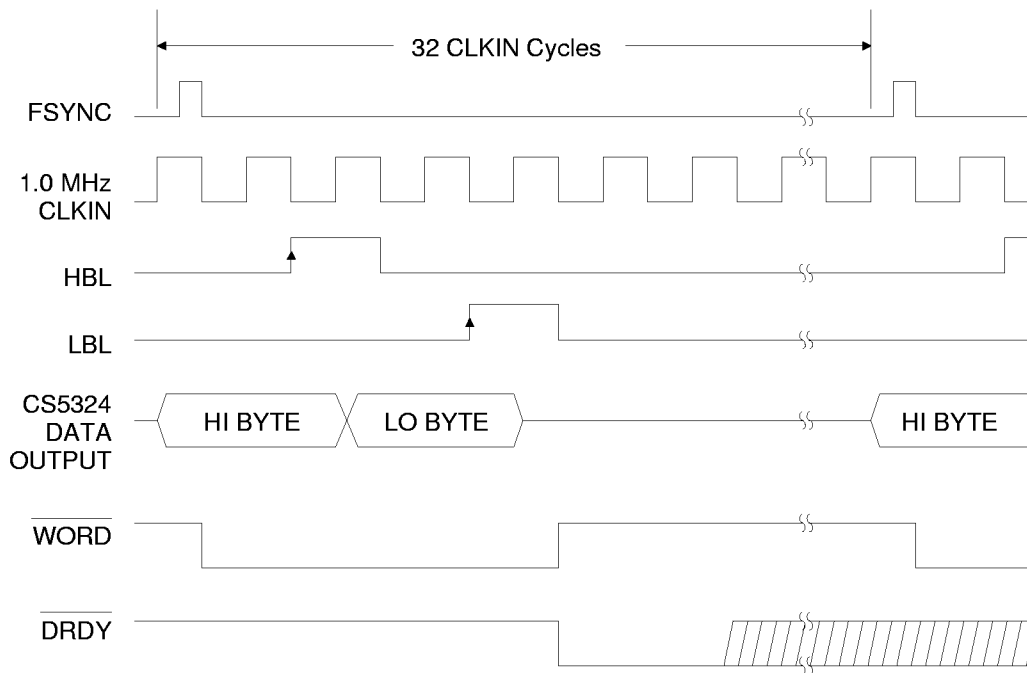 32 CLKIN Cycles
FSYNC
1.0 MHz
CLKIN
HBL
LBL
CS5324
DATA
OUTPUT
HI BYTE
LO BYTE
HI BYTE
WORD
DRDY